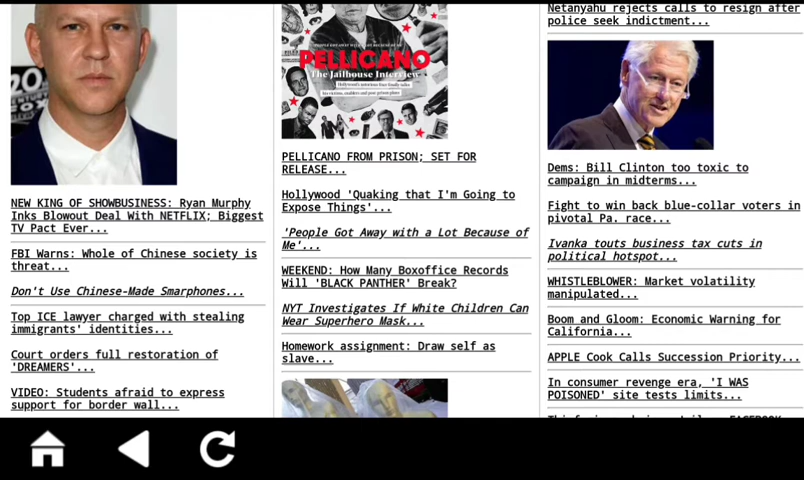 NEW KING OF SHOWBUSINESS: Ryan Murphy
Inks Blowout Deal With NETFLIX; Biggest
TV Pact Ever...
FBI Warns: Whole of Chinese society is
threat...
Don't Use Chinese-Made Smarphones...
Top ICE lawyer charged with stealing
immigrants' identities...
Court orders full restoration of
'DREAMERS'...
VIDEO: Students afraid to express
support for border wall...
PELLICANO
The Jailhouse Interview
PELLICANO FROM PRISON; SET FOR
RELEASE...
Hollywood 'Quaking that I'm Going to
Expose Things'...
'People Got Away with a Lot Because of
Me'...
WEEKEND: How Many Boxoffice Records
Will 'BLACK PANTHER' Break?
NYT Investigates If White Children Can
Wear Superhero Mask...
Homework assignment: Draw self as
slave...
Netanyahu rejects calls to resign after
police seek indictment...
Dems: Bill Clinton too toxic to
campaign in midterms...
Fight to win back blue-collar voters in
pivotal Pa. race...
Ivanka touts business tax cuts in
political hotspot...
WHISTLEBLOWER: Market volatility
manipulated...
Boom and Gloom: Economic Warning for
California...
APPLE Cook Calls Succession Priority...
In consumer revenge era, 'I WAS
POISONED' site tests limits...